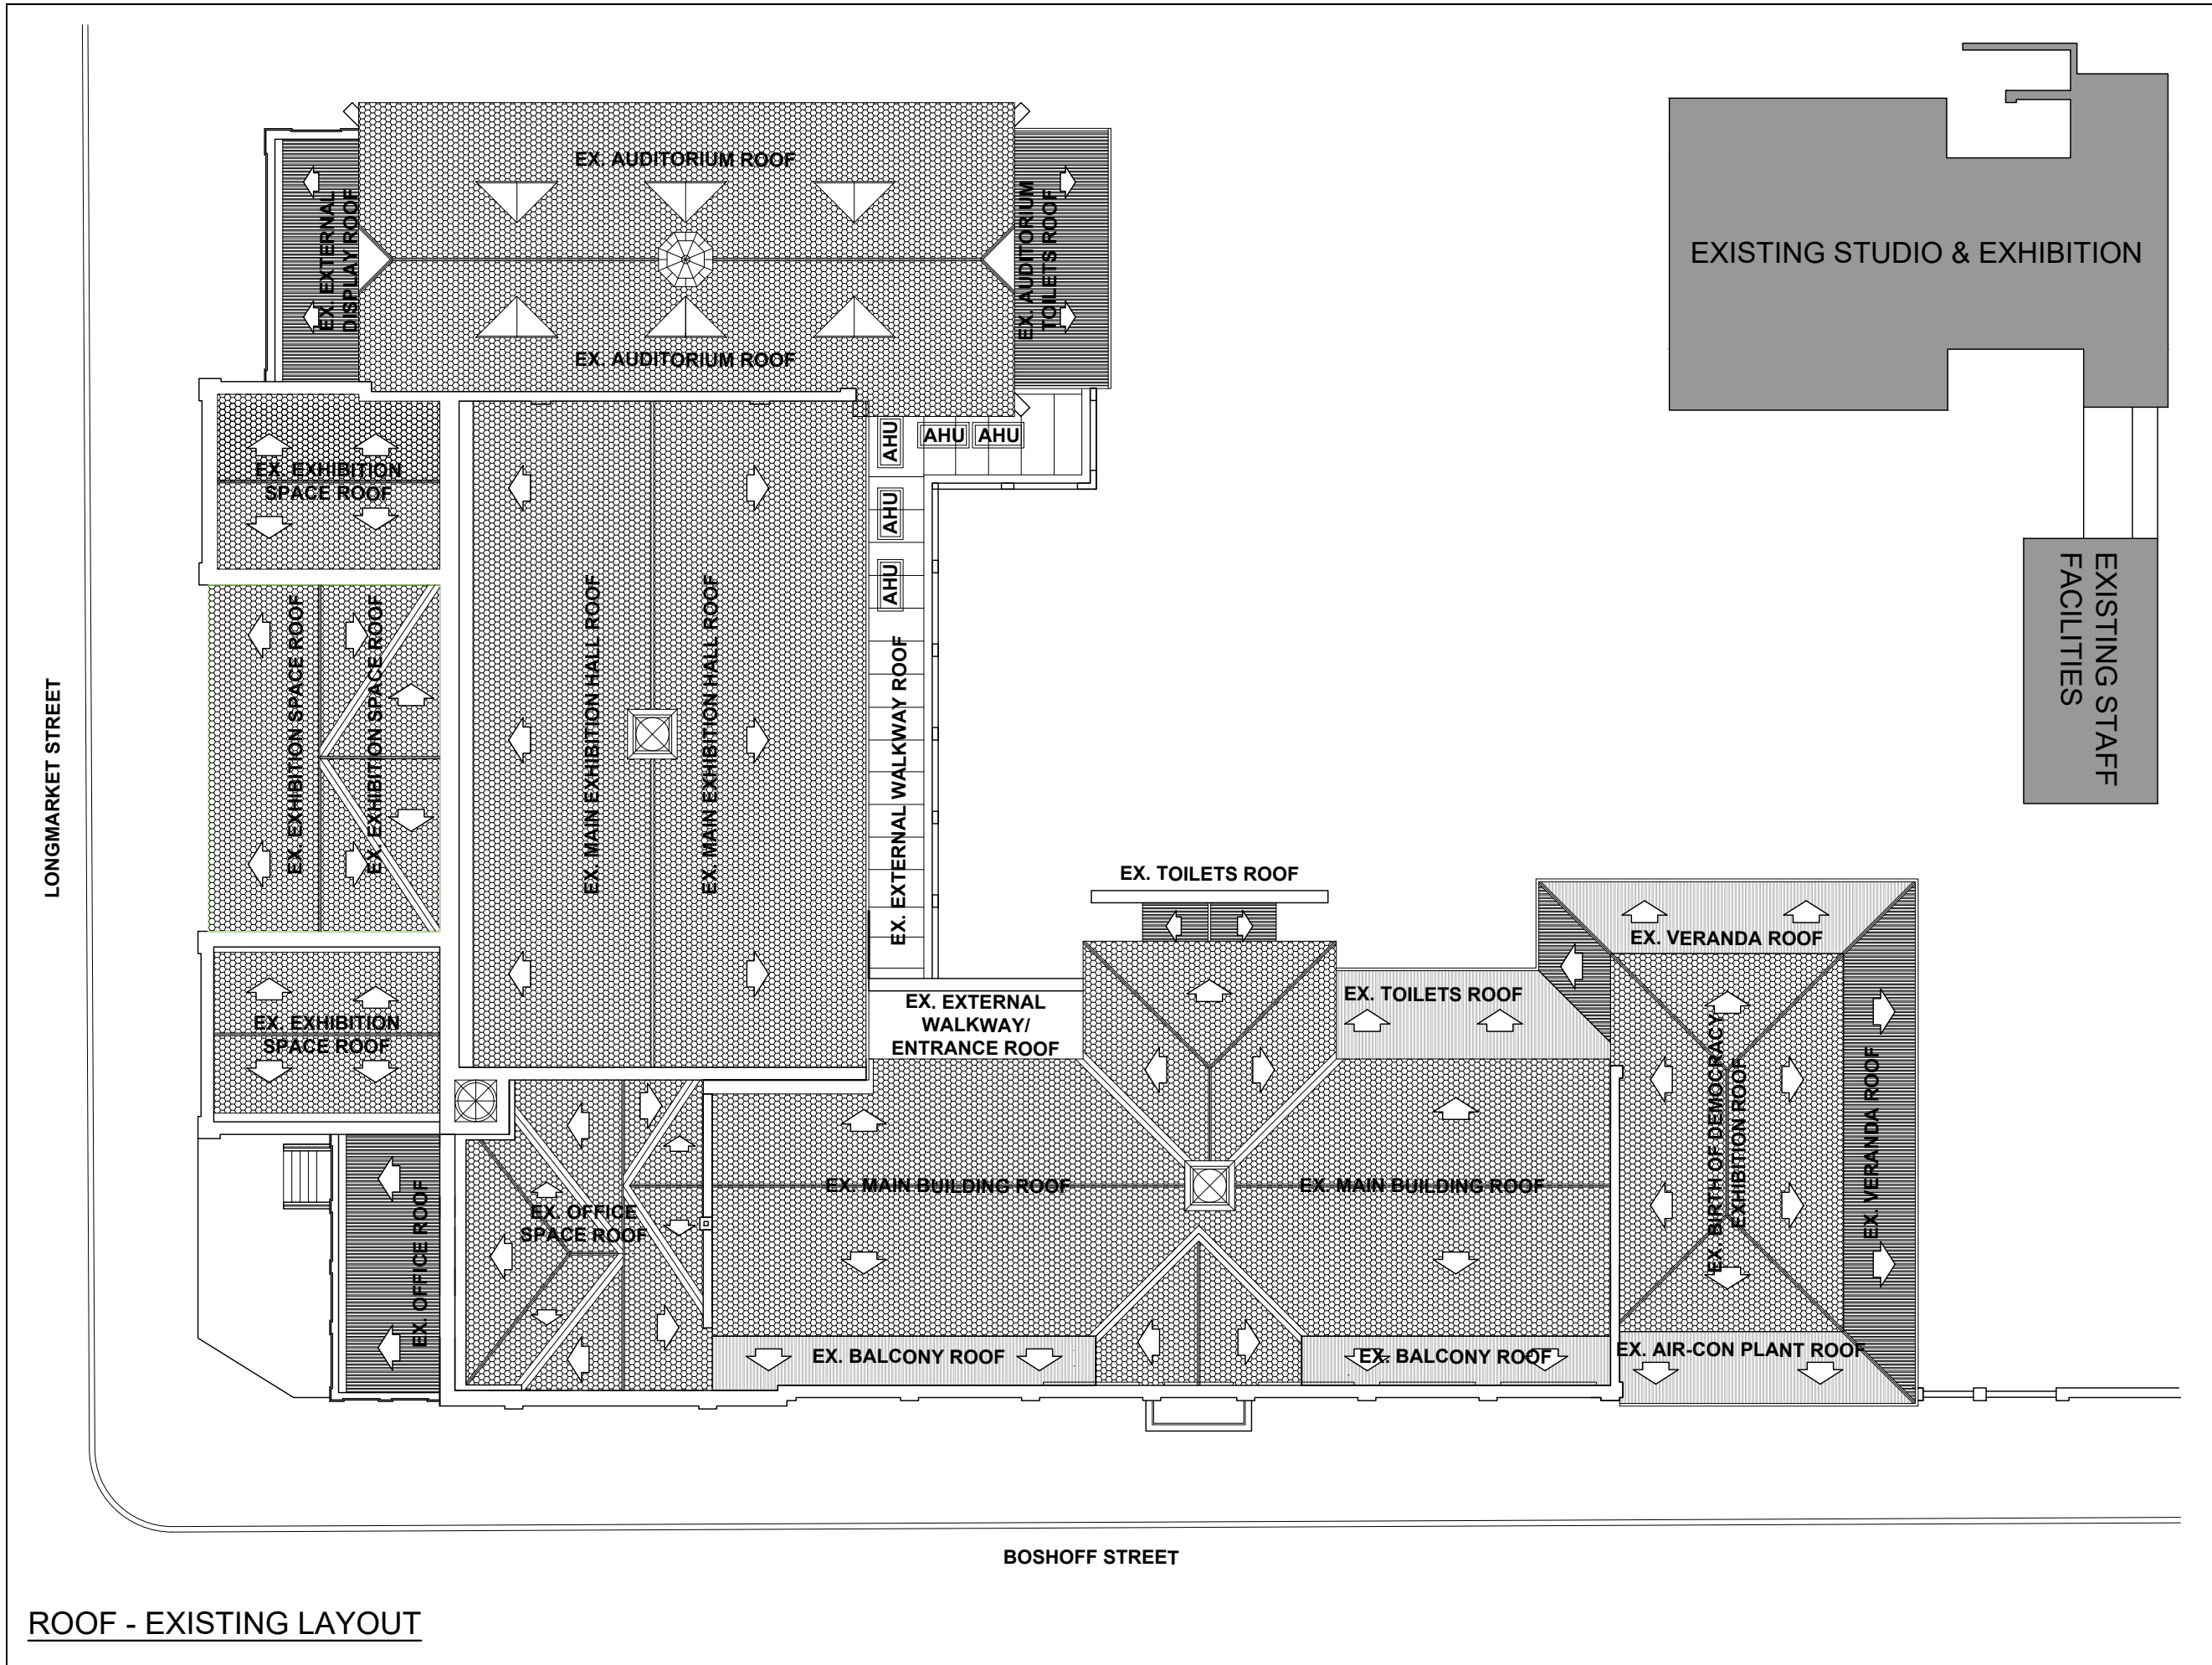 EX. AUDITORIUM ROOF
EX. EXTERNAL
DISPLAY ROOF
EX. AUDITORIUM
TOILETS ROOF
EX. AUDITORIUM ROOF
EXISTING STUDIO & EXHIBITION
AHU
AHU
AHU
AHU
AHU
EX. EXHIBITION
SPACE ROOF
EX. EXHIBITION SPACE ROOF
EX. EXHIBITION SPACE ROOF
EX. MAIN EXHIBITION HALL ROOF
EX. MAIN EXHIBITION HALL ROOF
EX. EXTERNAL WALKWAY ROOF
EXISTING STAFF
FACILITIES
LONGMARKET STREET
EX. TOILETS ROOF
EX. VERANDA ROOF
EX. TOILETS ROOF
EX. EXTERNAL
WALKWAY/
ENTRANCE ROOF
EX. EXHIBITION
SPACE ROOF
EX. BIRTH OF DEMOCRACY
EXHIBITION ROOF
EX. VERANDA ROOF
EX. OFFICE ROOF
EX. OFFICE
SPACE ROOF
EX. MAIN BUILDING ROOF
EX. MAIN BUILDING ROOF
EX. BALCONY ROOF
EX. BALCONY ROOF
EX. AIR-CON PLANT ROOF
BOSHOFF STREET
ROOF - EXISTING LAYOUT